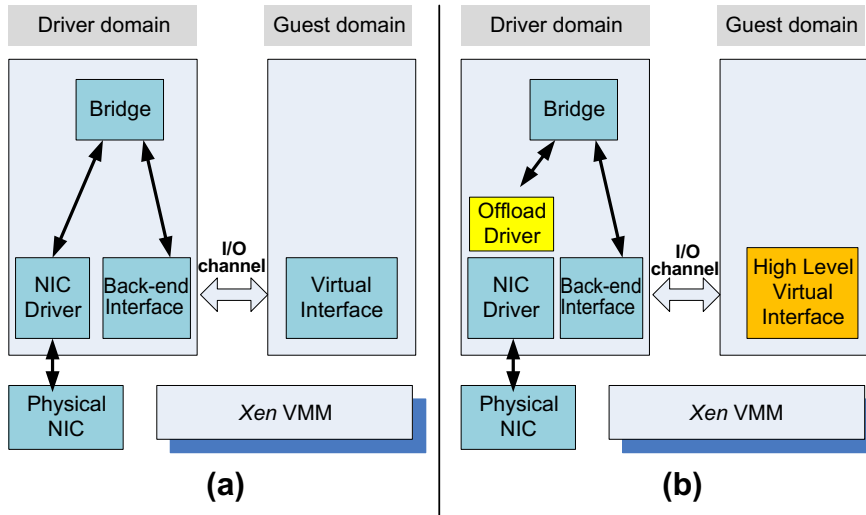 Driver domain
Guest domain
Bridge
NIC
Driver
Back-end
Interface
I/O
channel
Virtual
Interface
Physical
NIC
Xen VMM
(a)
Driver domain
Guest domain
Bridge
Offload
Driver
NIC
Driver
Back-end
Interface
I/O
channel
High Level
Virtual
Interface
Physical
NIC
Xen VMM
(b)